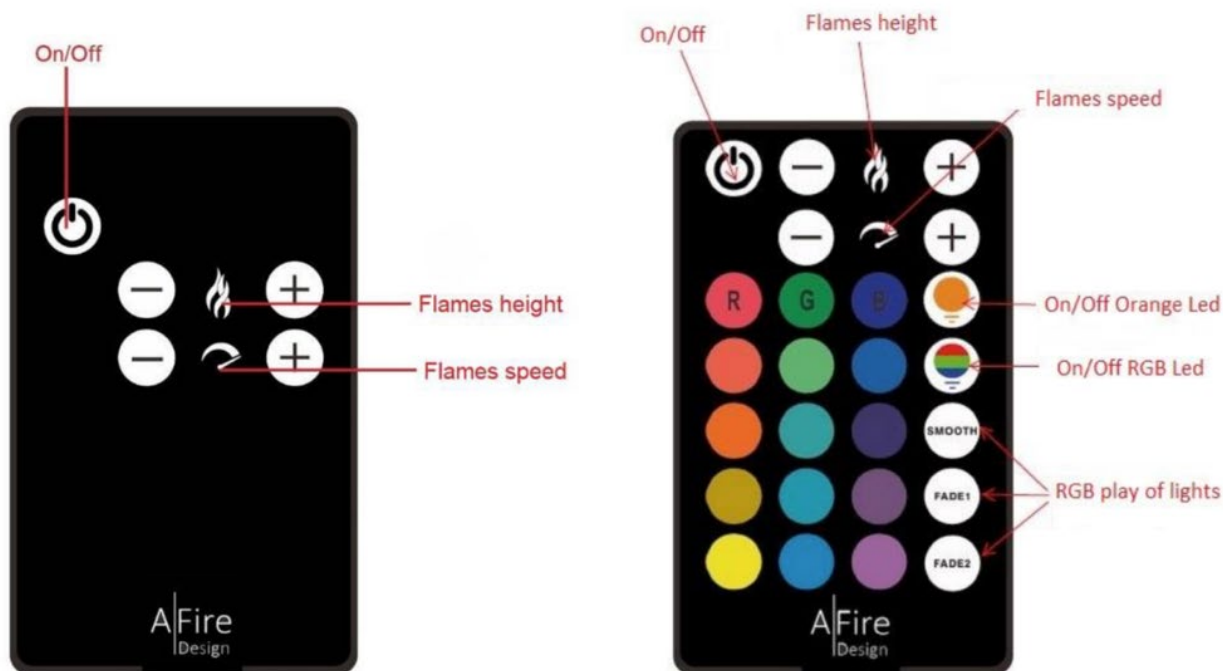 On/Off
Flames height
Flames speed
A Fire
Design
On/Off
Flames height
Flames speed
R G B
On/Off Orange Led
On/Off RGB Led
SMOOTH
FADE1
RGB play of lights
FADE2
A Fire
Design